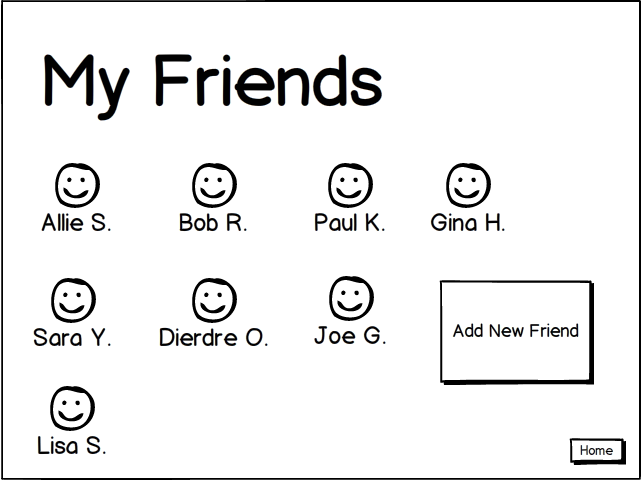 My Friends
Allie S.
Bob R.
Paul K.
Gina H.
Sara Y.
Dierdre O.
Joe G.
Add New Friend
Lisa S.
Home